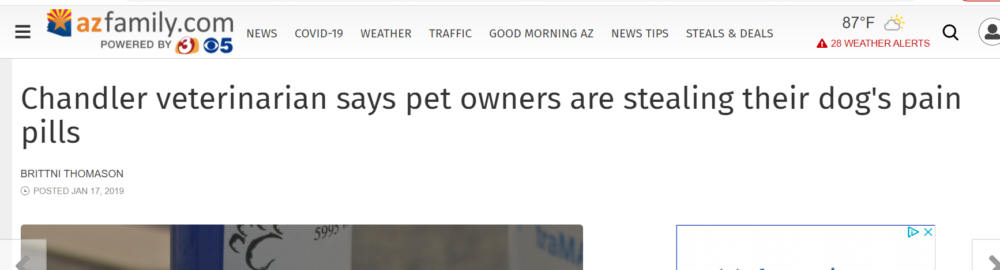 azfamily.com
POWERED BY 3 5
NEWS COVID-19 WEATHER TRAFFIC GOOD MORNING AZ NEWS TIPS STEALS & DEALS
87°F
28 WEATHER ALERTS
Chandler veterinarian says pet owners are stealing their dog's pain
pills
BRITTNI THOMASON
POSTED JAN 17, 2019
5995
traMA